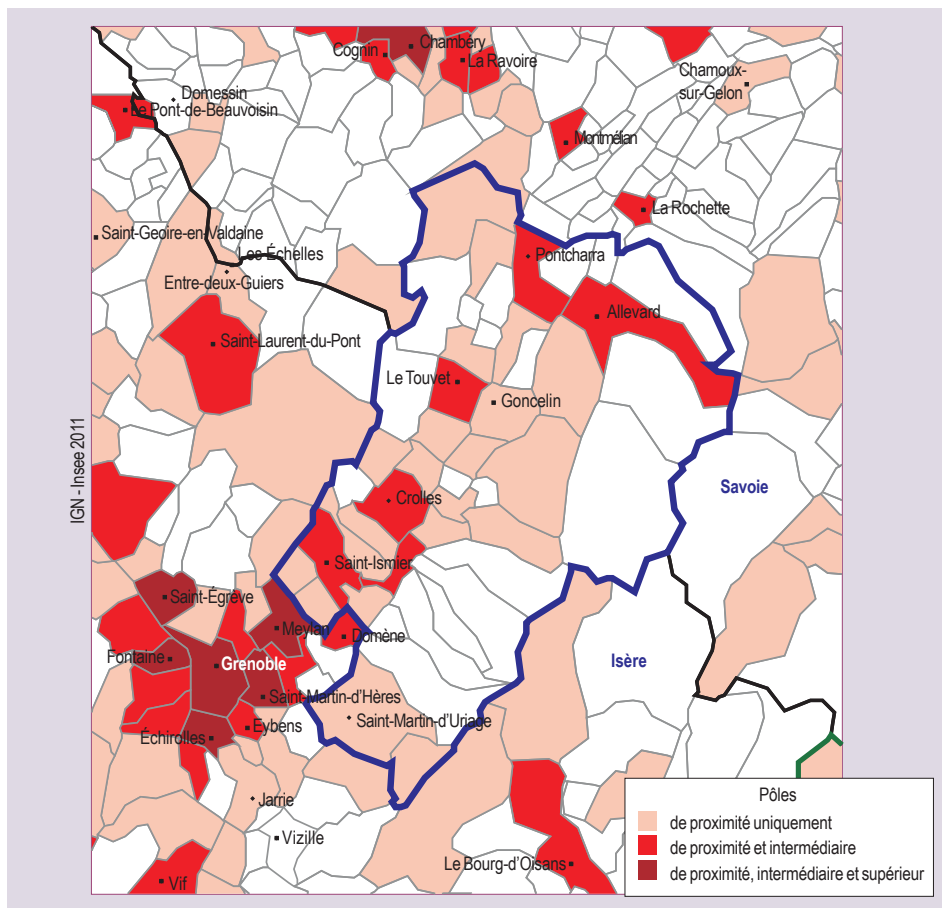 Cognin
Chambéry
La Ravoire
Chamoux-
sur-Gelon
Domessin
Le Pont-de-Beauvoisin
Montmélan
La Rochette
Saint-Geoire-en-Valdaine
Les Échelles
Pontcharra
Entre-deux-Guiers
Allevard
Saint-Laurent-du-Pont
Le Touvet
Goncelin
IGN - Insee 2011
Savoie
Crolles
Saint-Ismier
Saint-Égrève
Meylan
Domène
Fontaine
Grenoble
Isère
Saint-Martin-d'Hères
Saint-Martin-d'Uriage
Eybens
Échirolles
Jarrie
Vizille
Le Bourg-d'Oisans
Vif
Pôles
de proximité uniquement
de proximité et intermédiaire
de proximité, intermédiaire et supérieur